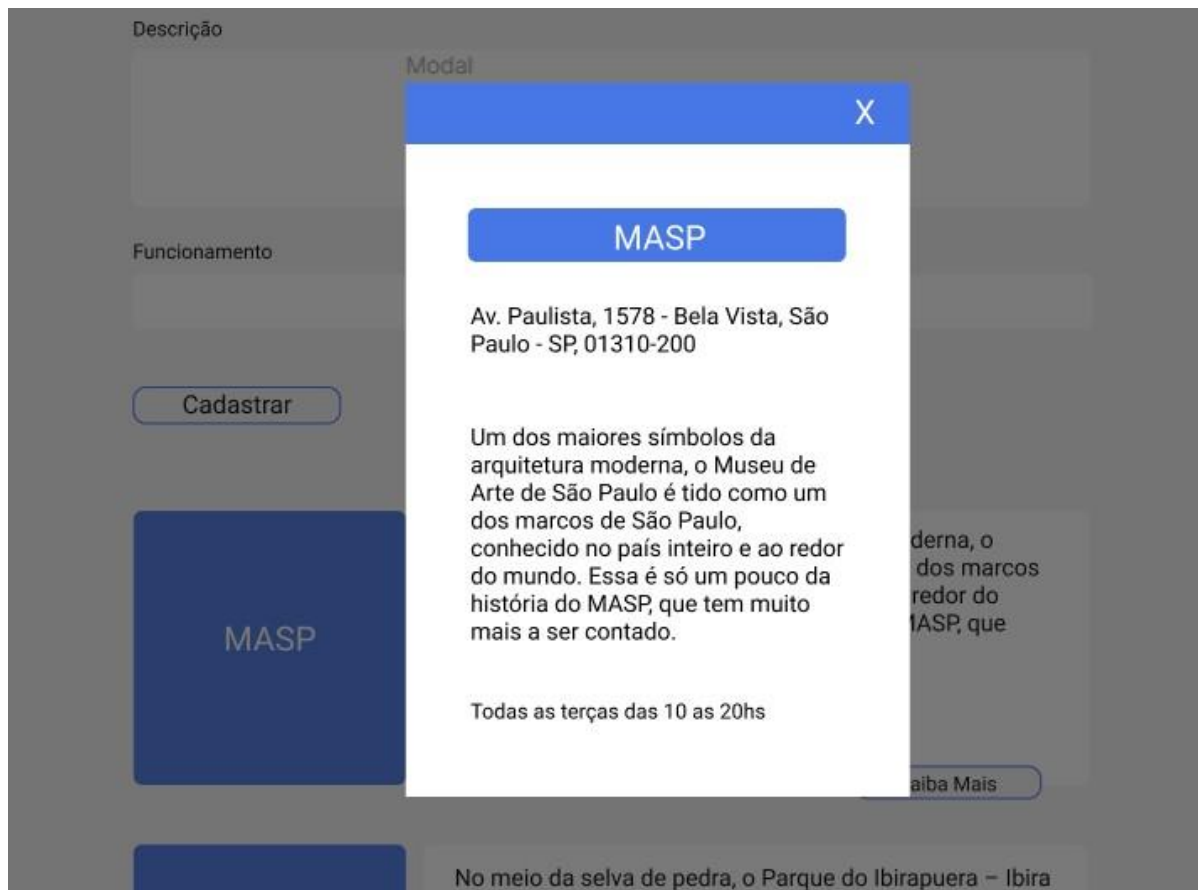 Descrição
Modal
X
MASP
Funcionamento
Av. Paulista, 1578 - Bela Vista, São
Paulo - SP, 01310-200
Cadastrar
Um dos maiores símbolos da
arquitetura moderna, o Museu de
Arte de São Paulo é tido como um
dos marcos de São Paulo,
conhecido no país inteiro e ao redor
do mundo. Essa é só um pouco da
história do MASP, que tem muito
mais a ser contado.
Todas as terças das 10 as 20hs
MASP
derna, o
dos marcos
redor do
MASP, que
aiba Mais
No meio da selva de pedra, o Parque do Ibirapuera – Ibira